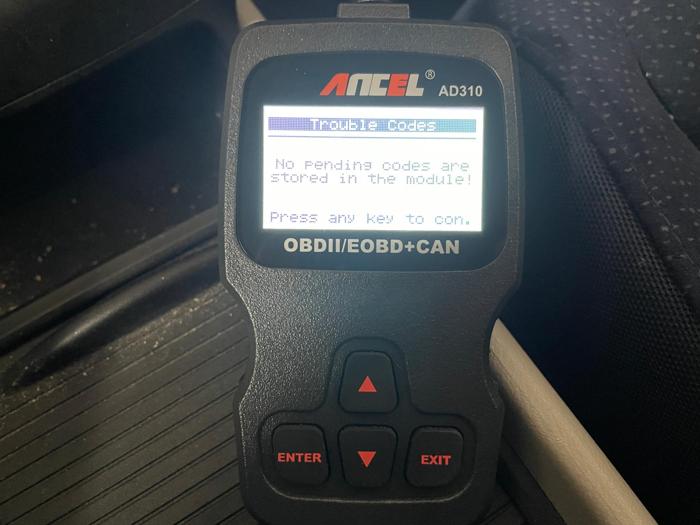 ANCEL® AD310
Trouble Codes
No pending codes are
stored in the module!
Press any key to con.
OBDII/EOBD+CAN
▲
ENTER ▼ EXIT